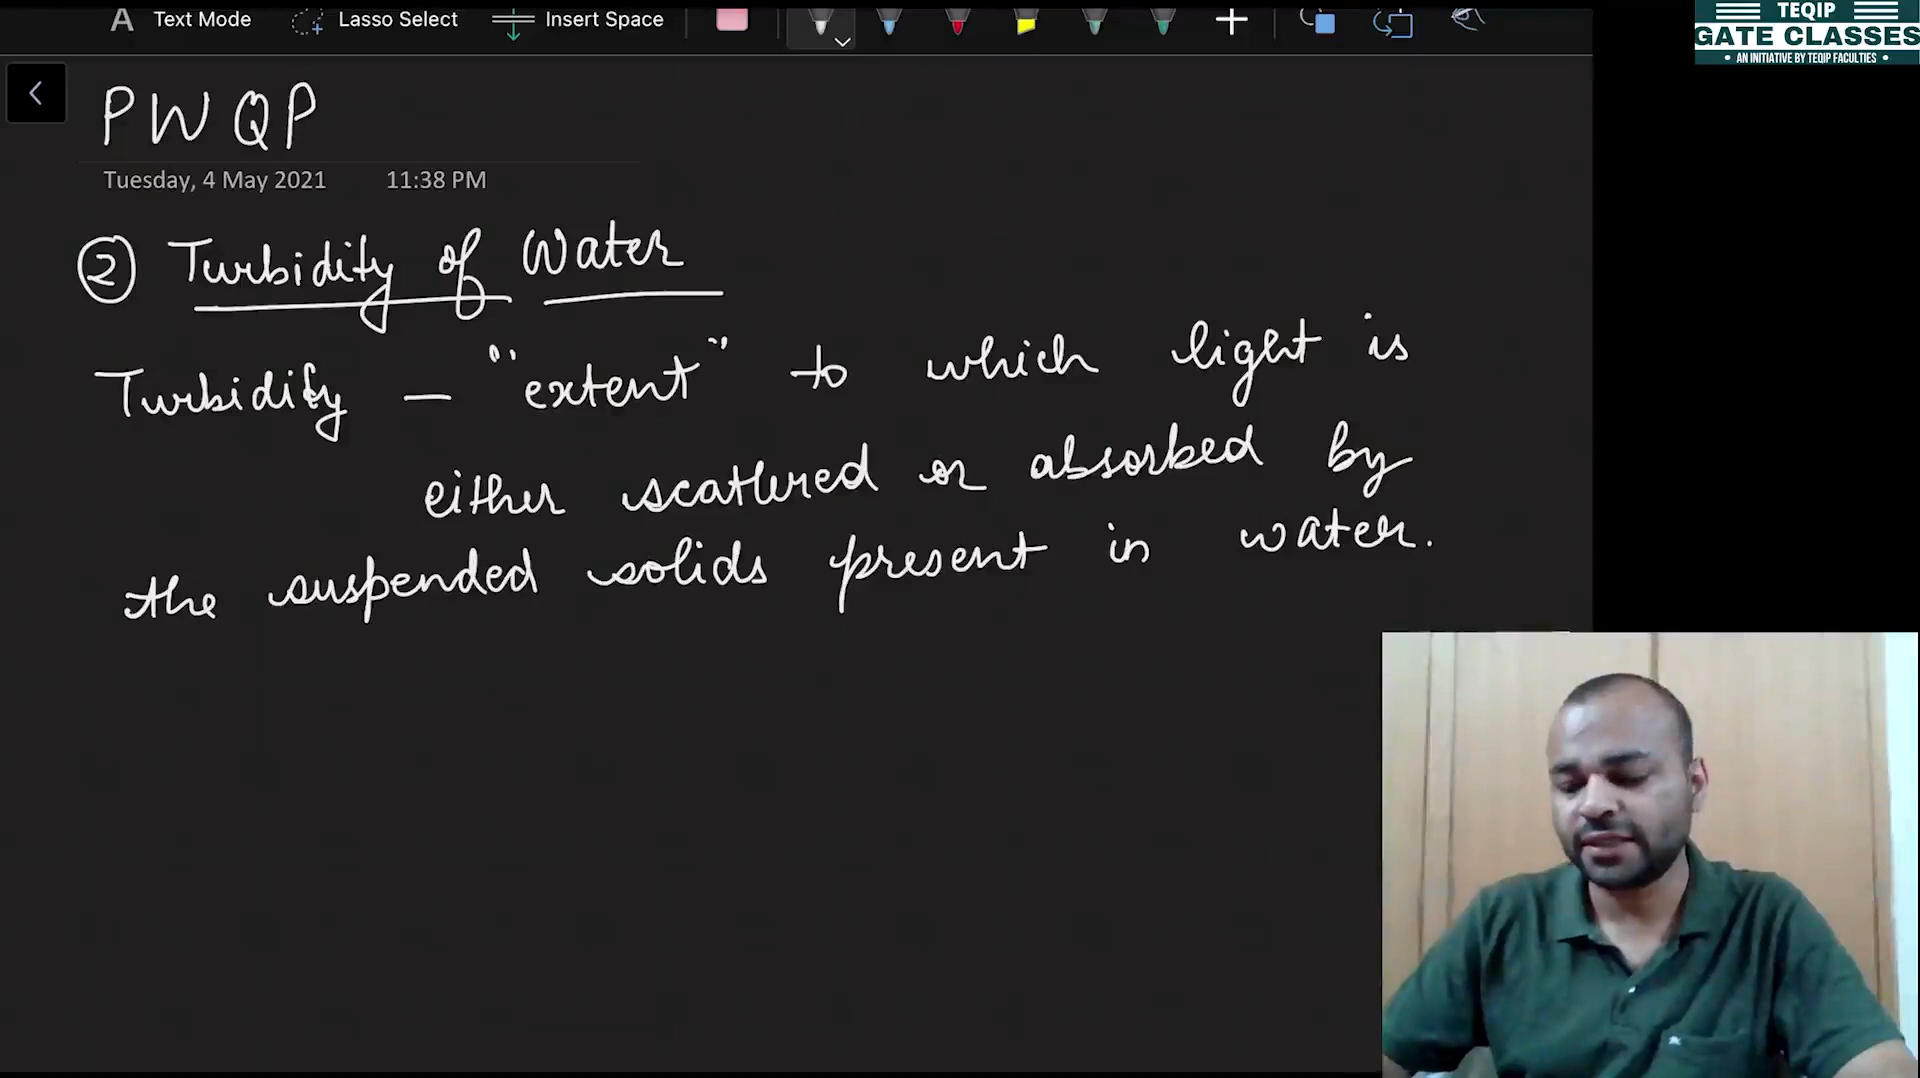 Text Mode Lasso Select Insert Space
TEQIP
GATE CLASSES
• AN INITIATIVE BY TEQIP FACULTIES •
PWQP
Tuesday, 4 May 2021 11:38 PM
② Turbidity of Water
Turbidity — "extent" to which light is
either scattered or absorbed by
the suspended solids present in water.